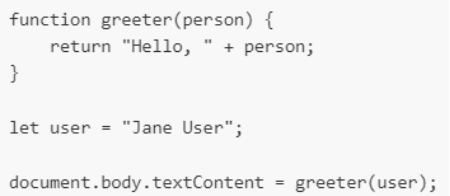 function greeter(person) {
    return "Hello, " + person;
}

let user = "Jane User";

document.body.textContent = greeter(user);